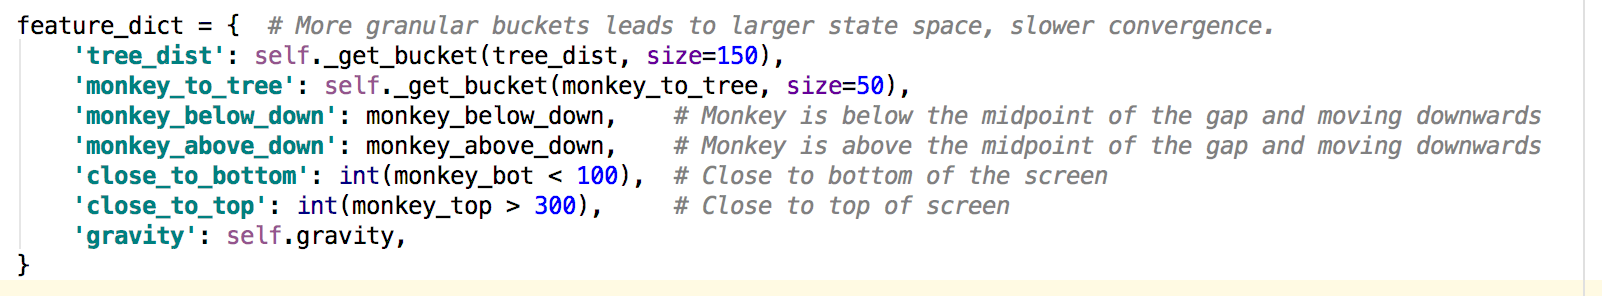 feature_dict = {  # More granular buckets leads to larger state space, slower convergence.
    'tree_dist': self._get_bucket(tree_dist, size=150),
    'monkey_to_tree': self._get_bucket(monkey_to_tree, size=50),
    'monkey_below_down': monkey_below_down,    # Monkey is below the midpoint of the gap and moving downwards
    'monkey_above_down': monkey_above_down,    # Monkey is above the midpoint of the gap and moving downwards
    'close_to_bottom': int(monkey_bot < 100),  # Close to bottom of the screen
    'close_to_top': int(monkey_top > 300),     # Close to top of screen
    'gravity': self.gravity,
}